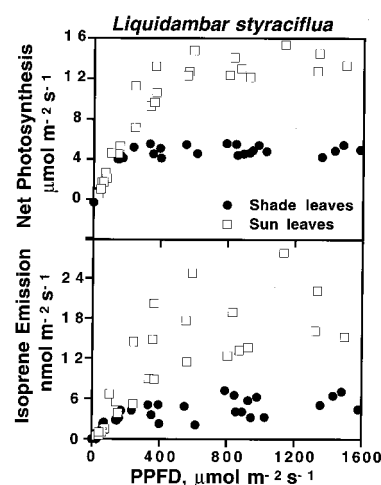 Liquidambar styraciflua
Net Photosynthesis
μmol m-2 s-1
16
12
8
4
0
Shade leaves
Sun leaves
Isoprene Emission
nmol m-2 s-1
24
18
12
6
0
0 400 800 1200 1600
PPFD, μmol m-2 s-1